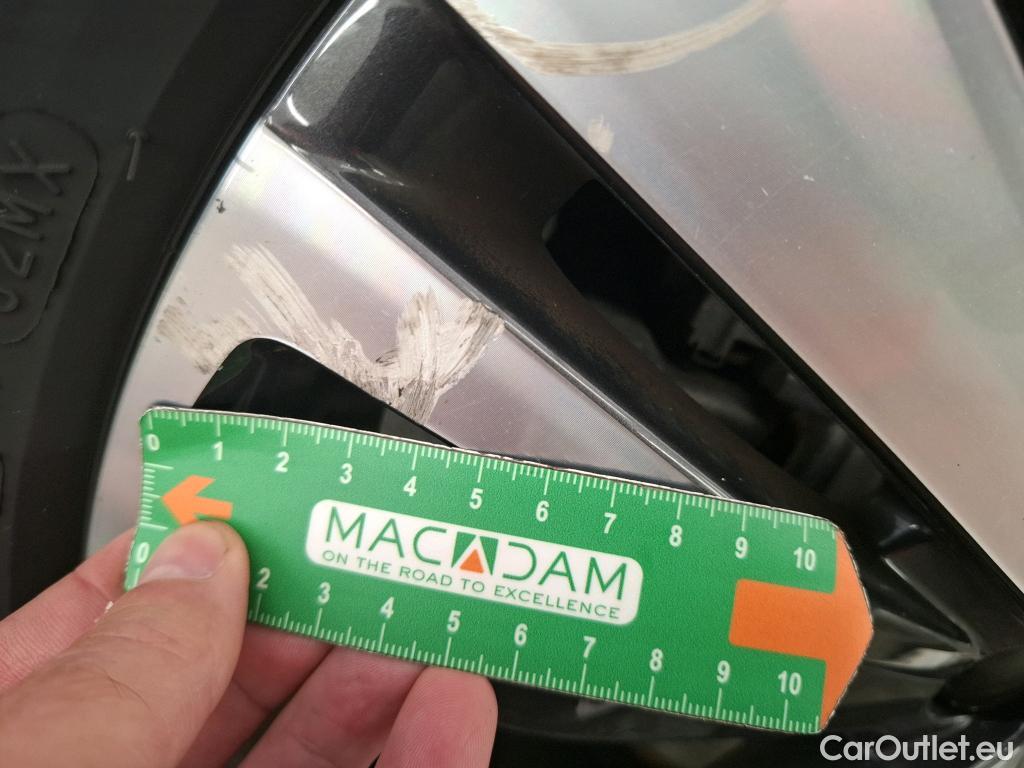 02MX
0 1 2 3 4 5 6 7 8 9 10
MACADAM
ON THE ROAD TO EXCELLENCE
0 2 3 4 5 6 7 8 9 10
CarOutlet.eu